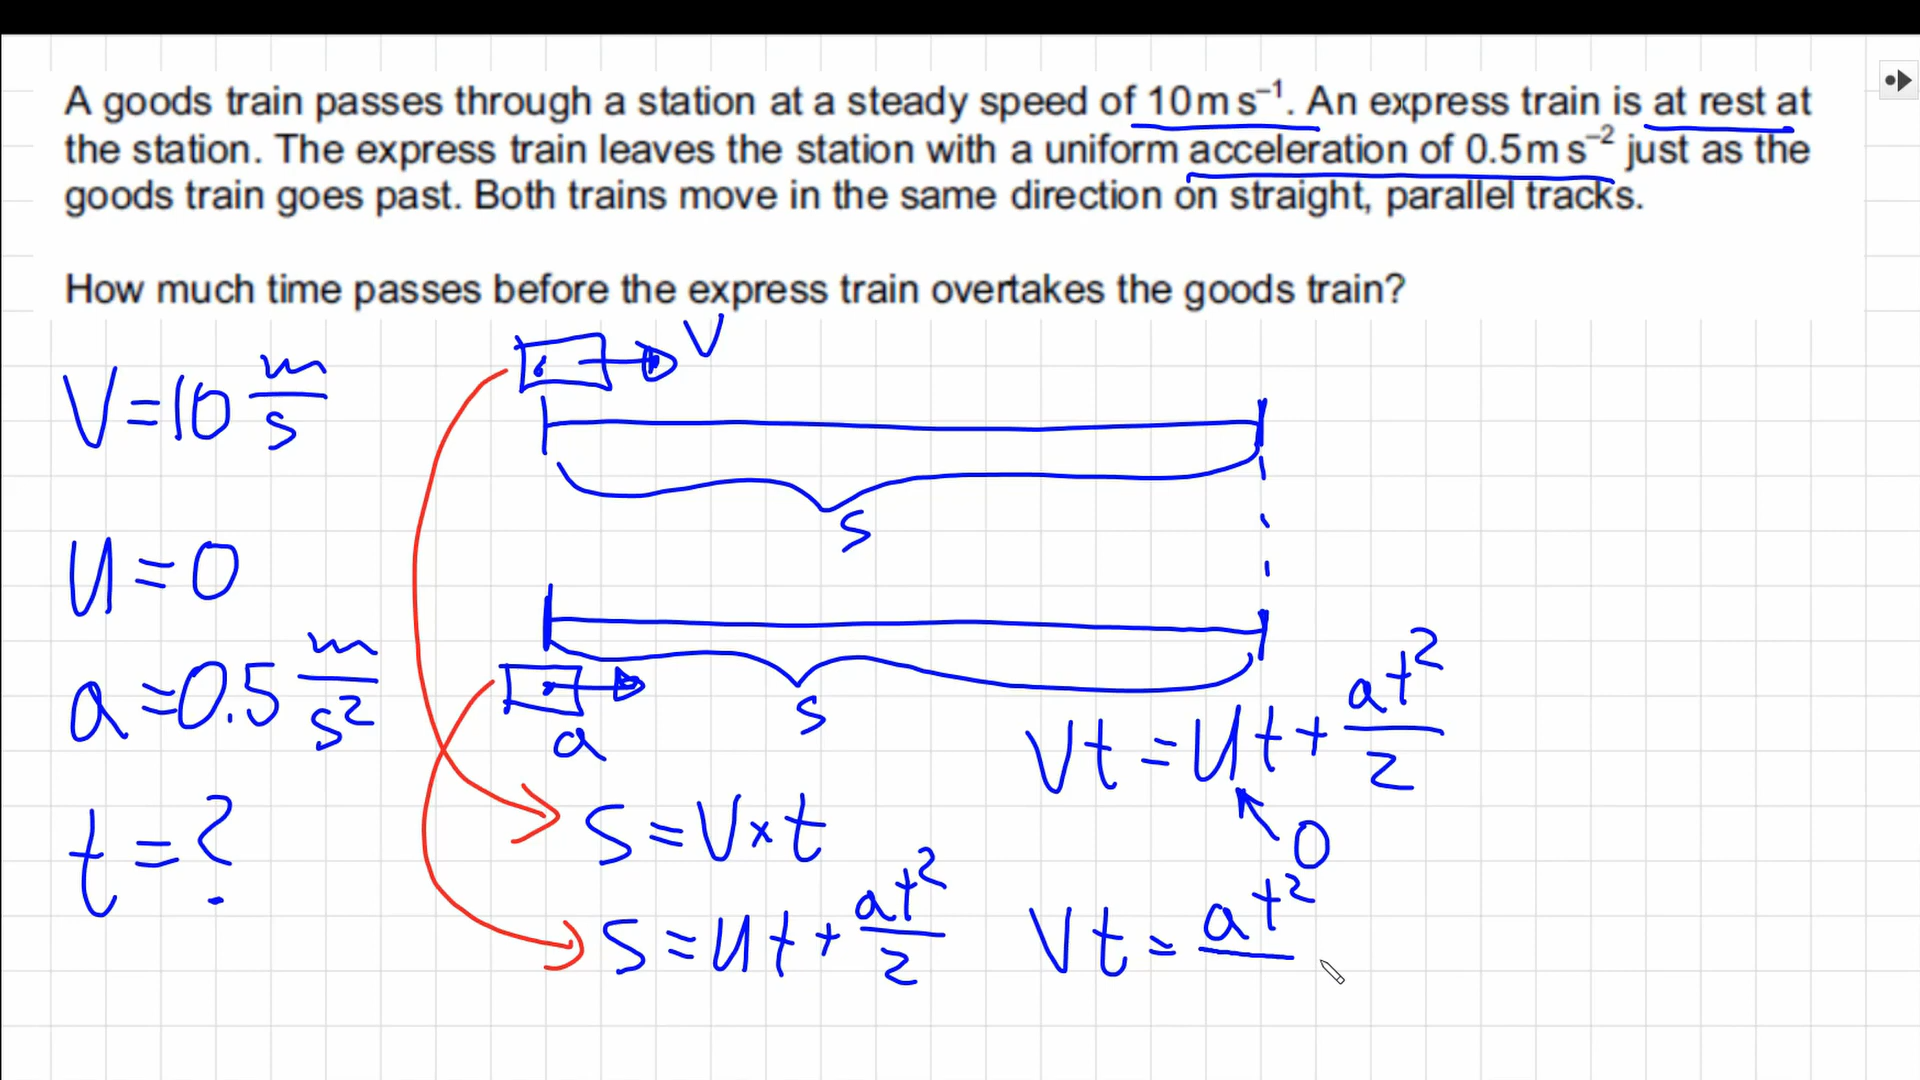 A goods train passes through a station at a steady speed of 10 m s⁻¹. An express train is at rest at
the station. The express train leaves the station with a uniform acceleration of 0.5 m s⁻² just as the
goods train goes past. Both trains move in the same direction on straight, parallel tracks.
How much time passes before the express train overtakes the goods train?
V
V = 10 m/s
s
u = 0
a = 0.5 m/s²
s
a
Vt = ut + at²/2
0
t = ?
s = V × t
s = ut + at²/2
Vt = at²